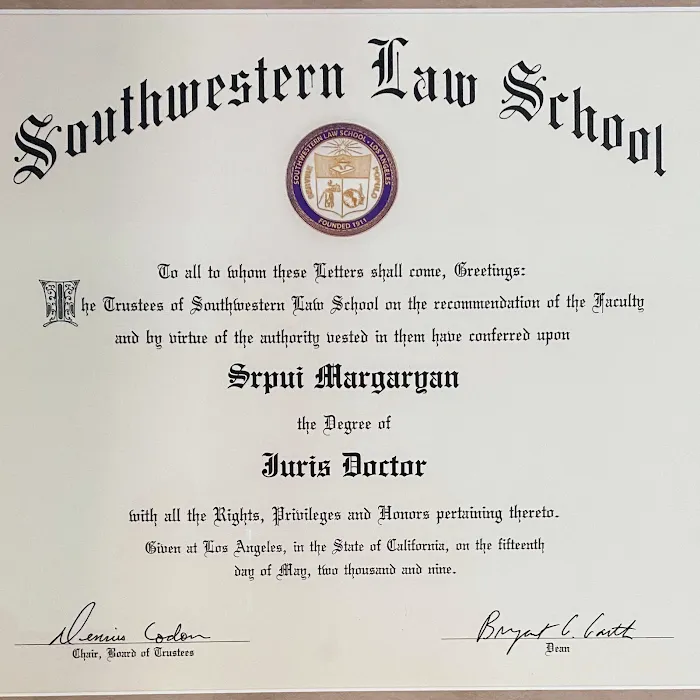 Southwestern Law School
SOUTHWESTERN LAW SCHOOL · LOS ANGELES
FOUNDED 1911
To all to whom these Letters shall come, Greetings:
The Trustees of Southwestern Law School on the recommendation of the Faculty
and by virtue of the authority vested in them have conferred upon
Srpui Margaryan
the Degree of
Juris Doctor
with all the Rights, Privileges and Honors pertaining thereto.
Given at Los Angeles, in the State of California, on the fifteenth
day of May, two thousand and nine.
Dennis Codon
Chair, Board of Trustees
Bryant G. Garth
Dean